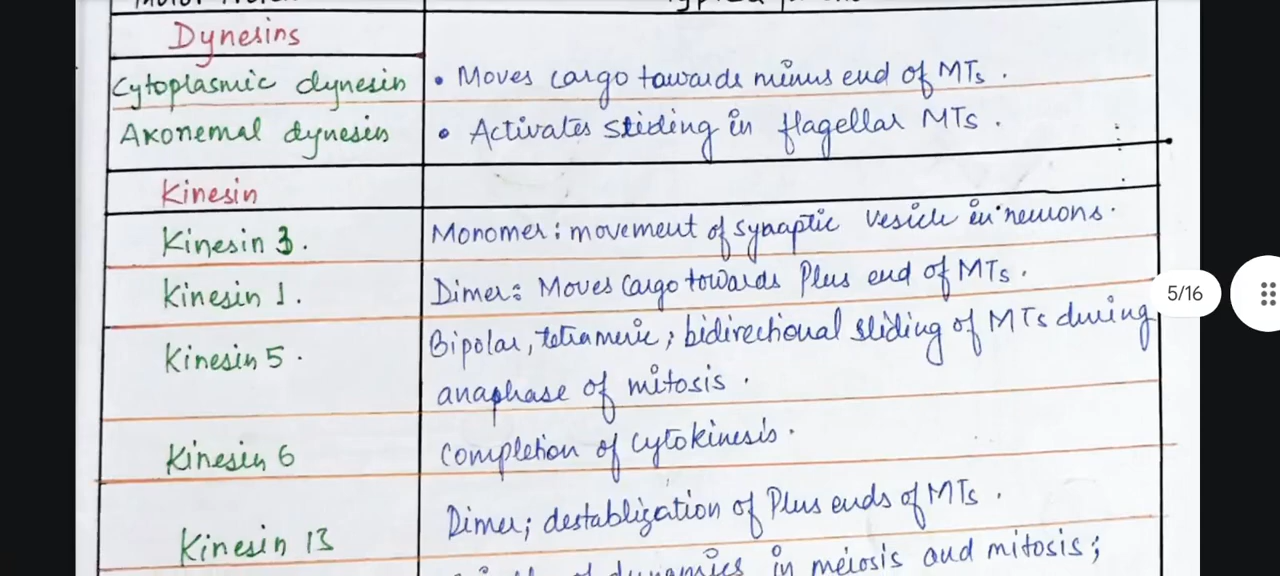 Dynesins
Cytoplasmic dynesin
• Moves cargo towards minus end of MTs.
Axonemal dynesin
• Activates sliding in flagellar MTs.
Kinesin
Kinesin 3.
Monomer: movement of synaptic vesicle in neurons.
Kinesin 1.
Dimer: Moves cargo towards Plus end of MTs.
Kinesin 5.
Bipolar, tetrameric; bidirectional sliding of MTs during
anaphase of mitosis.
Kinesin 6
Completion of cytokinesis.
Kinesin 13
Dimer; destablization of Plus ends of MTs.
of dynamics in meiosis and mitosis;
5/16